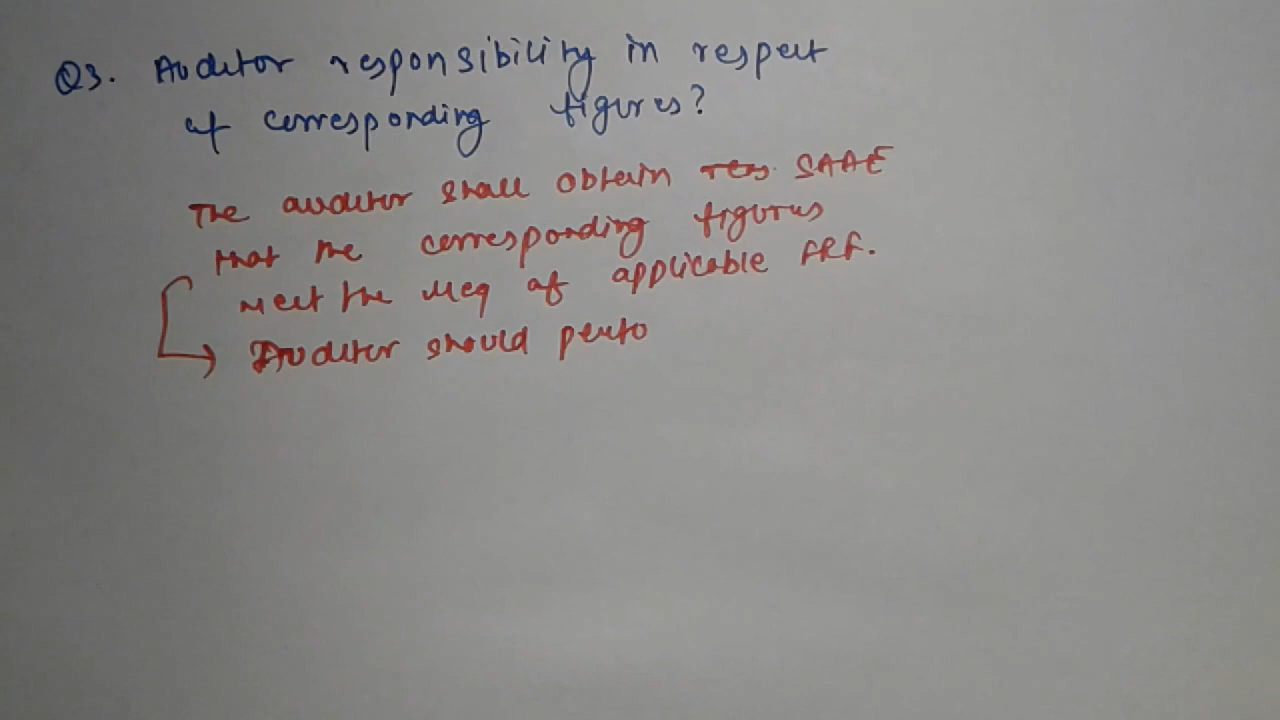 Q3. Auditor responsibility in respect
of corresponding figures?
The auditor shall obtain res. SAAE
that the corresponding figures
meet the req of applicable FRF.
Auditor should perfo